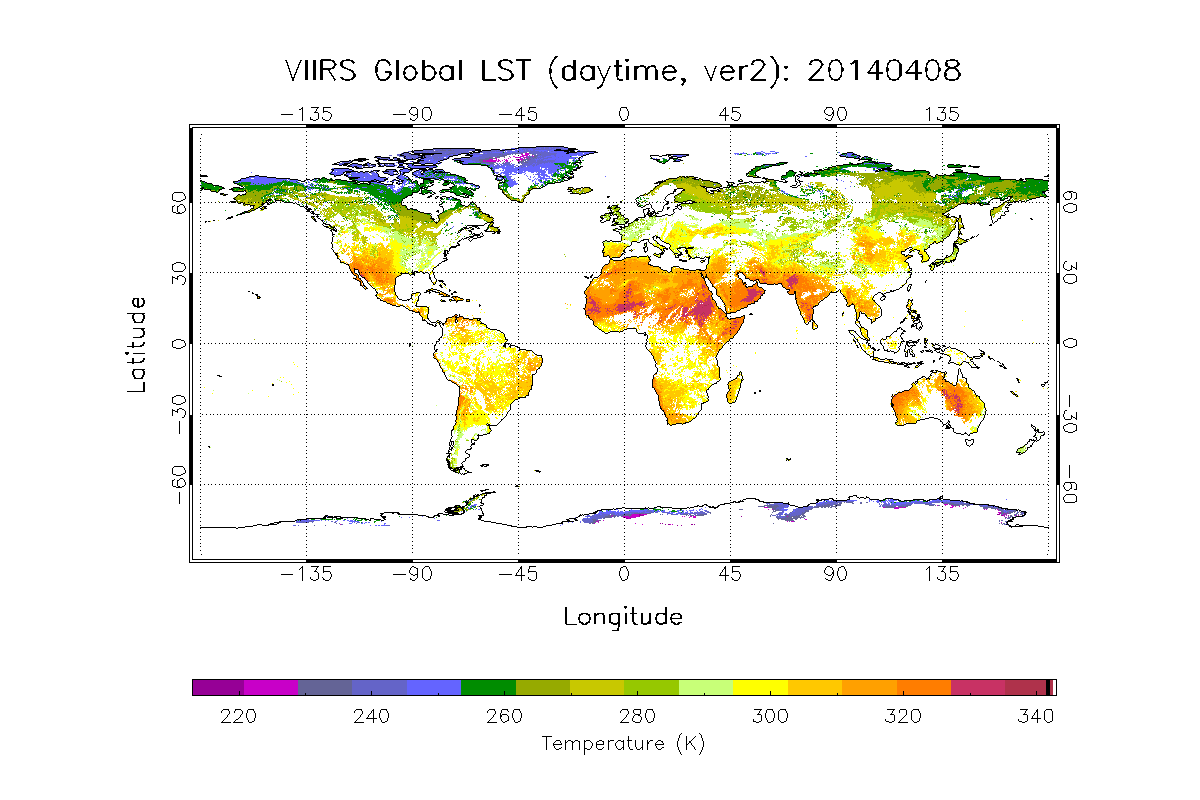 VIIRS Global LST (daytime, ver2): 20140408
-135 -90 -45 0 45 90 135
60 60
30 30
Latitude
0 0
-30 -30
-60 -60
-135 -90 -45 0 45 90 135
Longitude
220 240 260 280 300 320 340
Temperature (K)